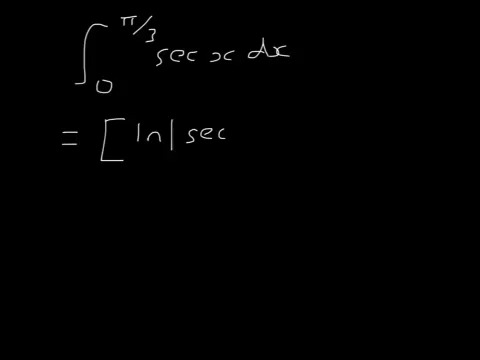 ∫₀^π/3 sec x dx
= [ ln|sec